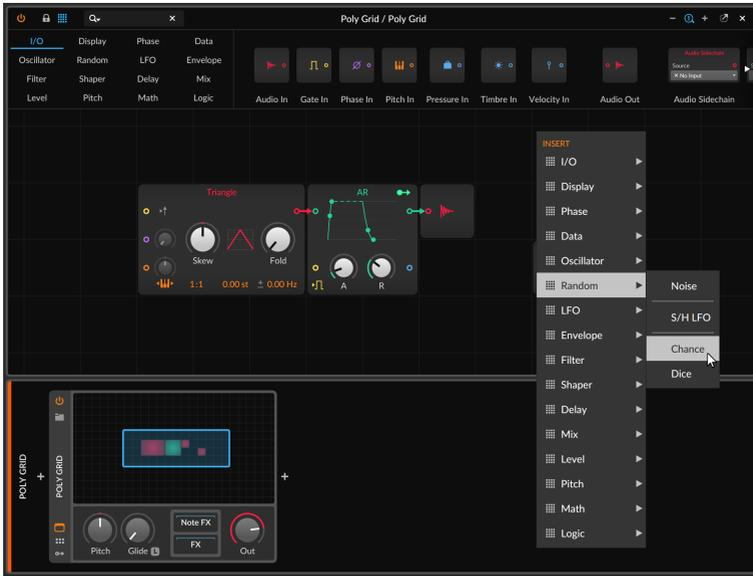 Poly Grid / Poly Grid
I/O Display Phase Data
Oscillator Random LFO Envelope
Filter Shaper Delay Mix
Level Pitch Math Logic
Audio In Gate In Phase In Pitch In Pressure In Timbre In Velocity In Audio Out Audio Sidechain
Audio Sidechain
Source
× No Input
INSERT
I/O
Display
Phase
Data
Oscillator
Random
LFO
Envelope
Filter
Shaper
Delay
Mix
Level
Pitch
Math
Logic
Noise
S/H LFO
Chance
Dice
Triangle
Skew Fold
1:1 0.00 st ± 0.00 Hz
AR
A R
POLY GRID
POLY GRID
Pitch Glide L
Note FX
FX
Out